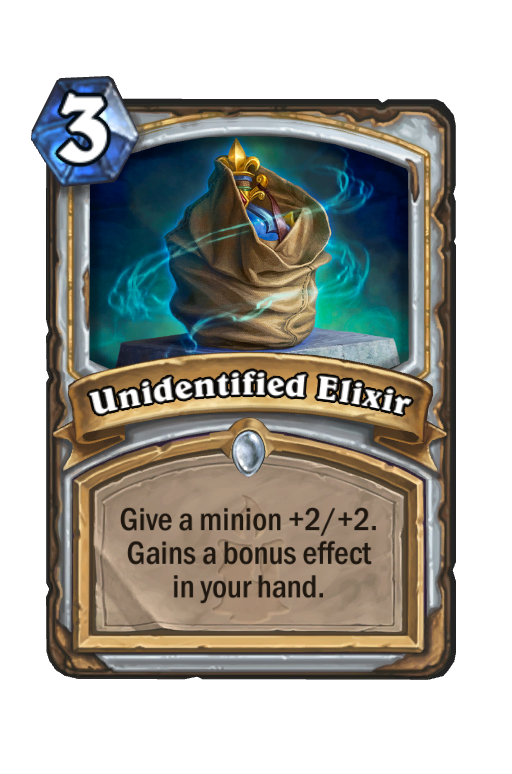 3
Unidentified Elixir
Give a minion +2/+2.
Gains a bonus effect
in your hand.